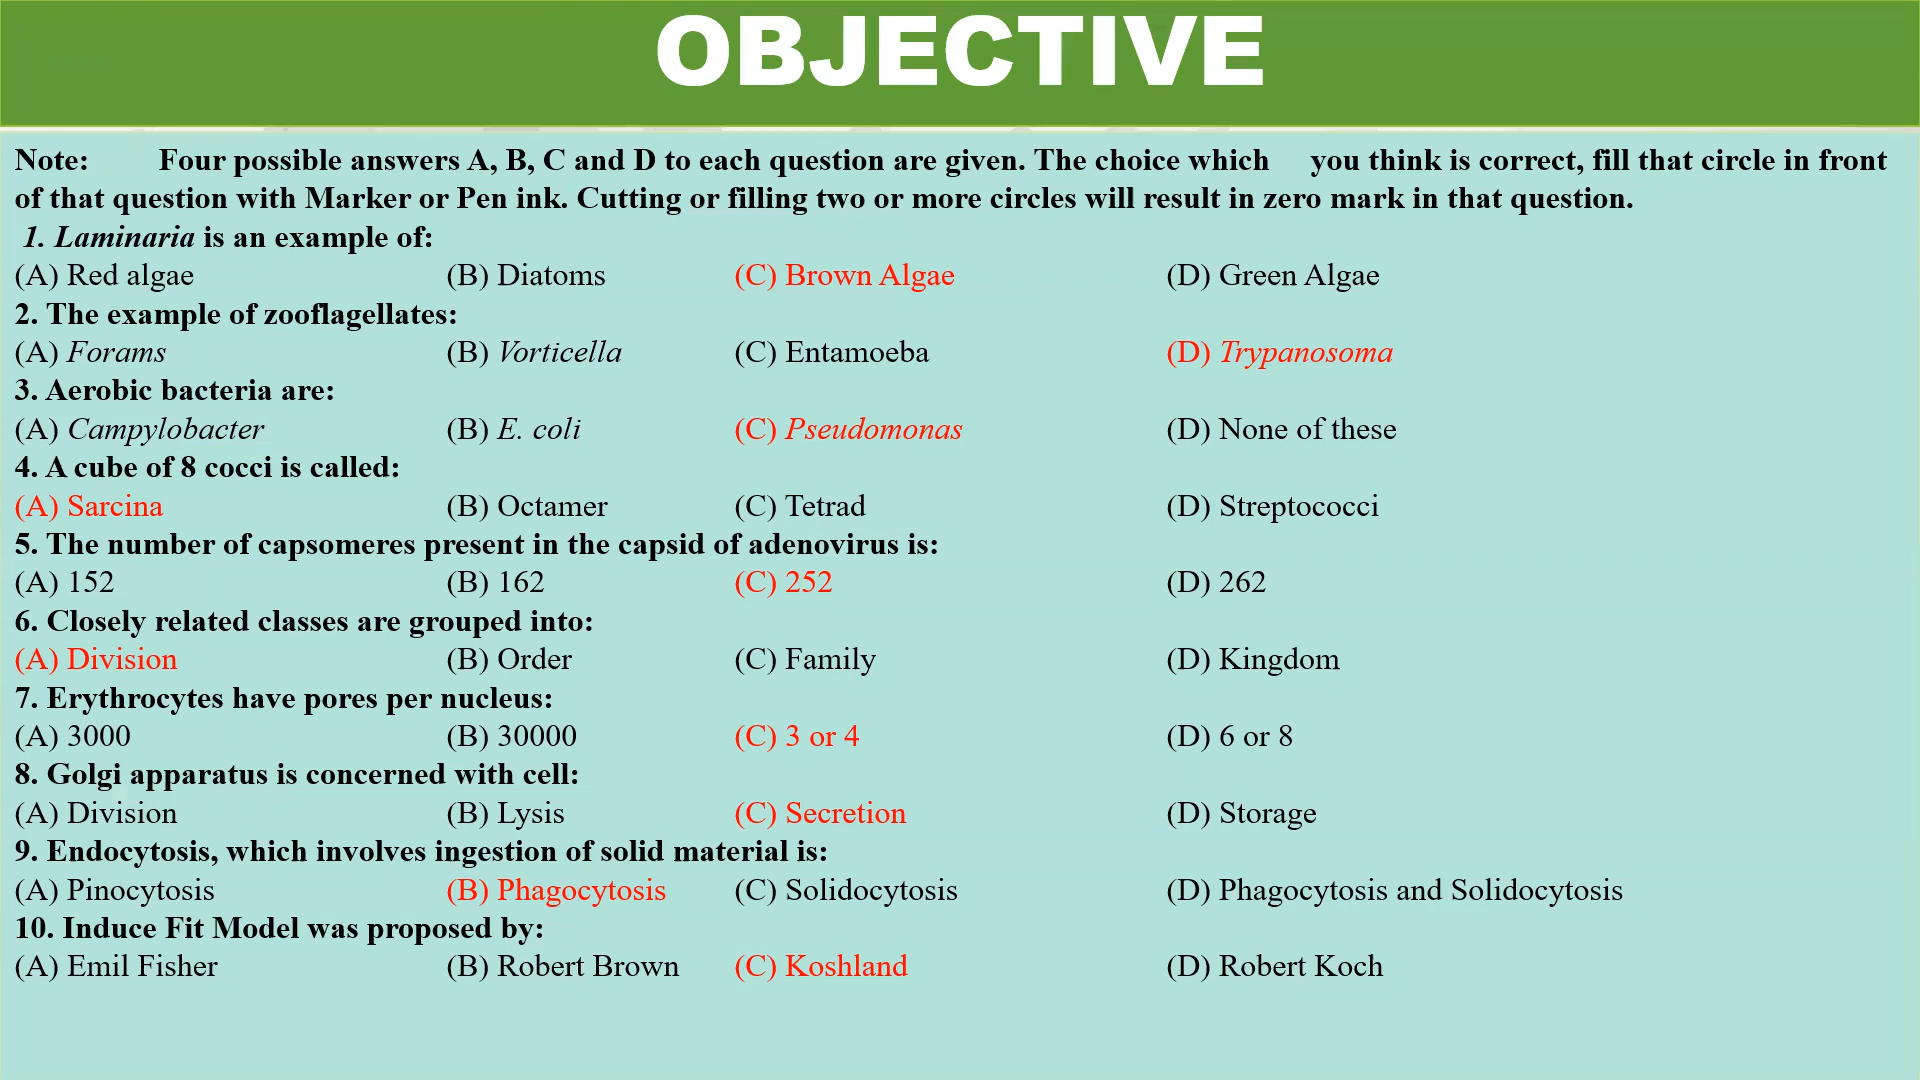 OBJECTIVE
Note: Four possible answers A, B, C and D to each question are given. The choice which you think is correct, fill that circle in front
of that question with Marker or Pen ink. Cutting or filling two or more circles will result in zero mark in that question.
1. Laminaria is an example of:
(A) Red algae (B) Diatoms (C) Brown Algae (D) Green Algae
2. The example of zooflagellates:
(A) Forams (B) Vorticella (C) Entamoeba (D) Trypanosoma
3. Aerobic bacteria are:
(A) Campylobacter (B) E. coli (C) Pseudomonas (D) None of these
4. A cube of 8 cocci is called:
(A) Sarcina (B) Octamer (C) Tetrad (D) Streptococci
5. The number of capsomeres present in the capsid of adenovirus is:
(A) 152 (B) 162 (C) 252 (D) 262
6. Closely related classes are grouped into:
(A) Division (B) Order (C) Family (D) Kingdom
7. Erythrocytes have pores per nucleus:
(A) 3000 (B) 30000 (C) 3 or 4 (D) 6 or 8
8. Golgi apparatus is concerned with cell:
(A) Division (B) Lysis (C) Secretion (D) Storage
9. Endocytosis, which involves ingestion of solid material is:
(A) Pinocytosis (B) Phagocytosis (C) Solidocytosis (D) Phagocytosis and Solidocytosis
10. Induce Fit Model was proposed by:
(A) Emil Fisher (B) Robert Brown (C) Koshland (D) Robert Koch